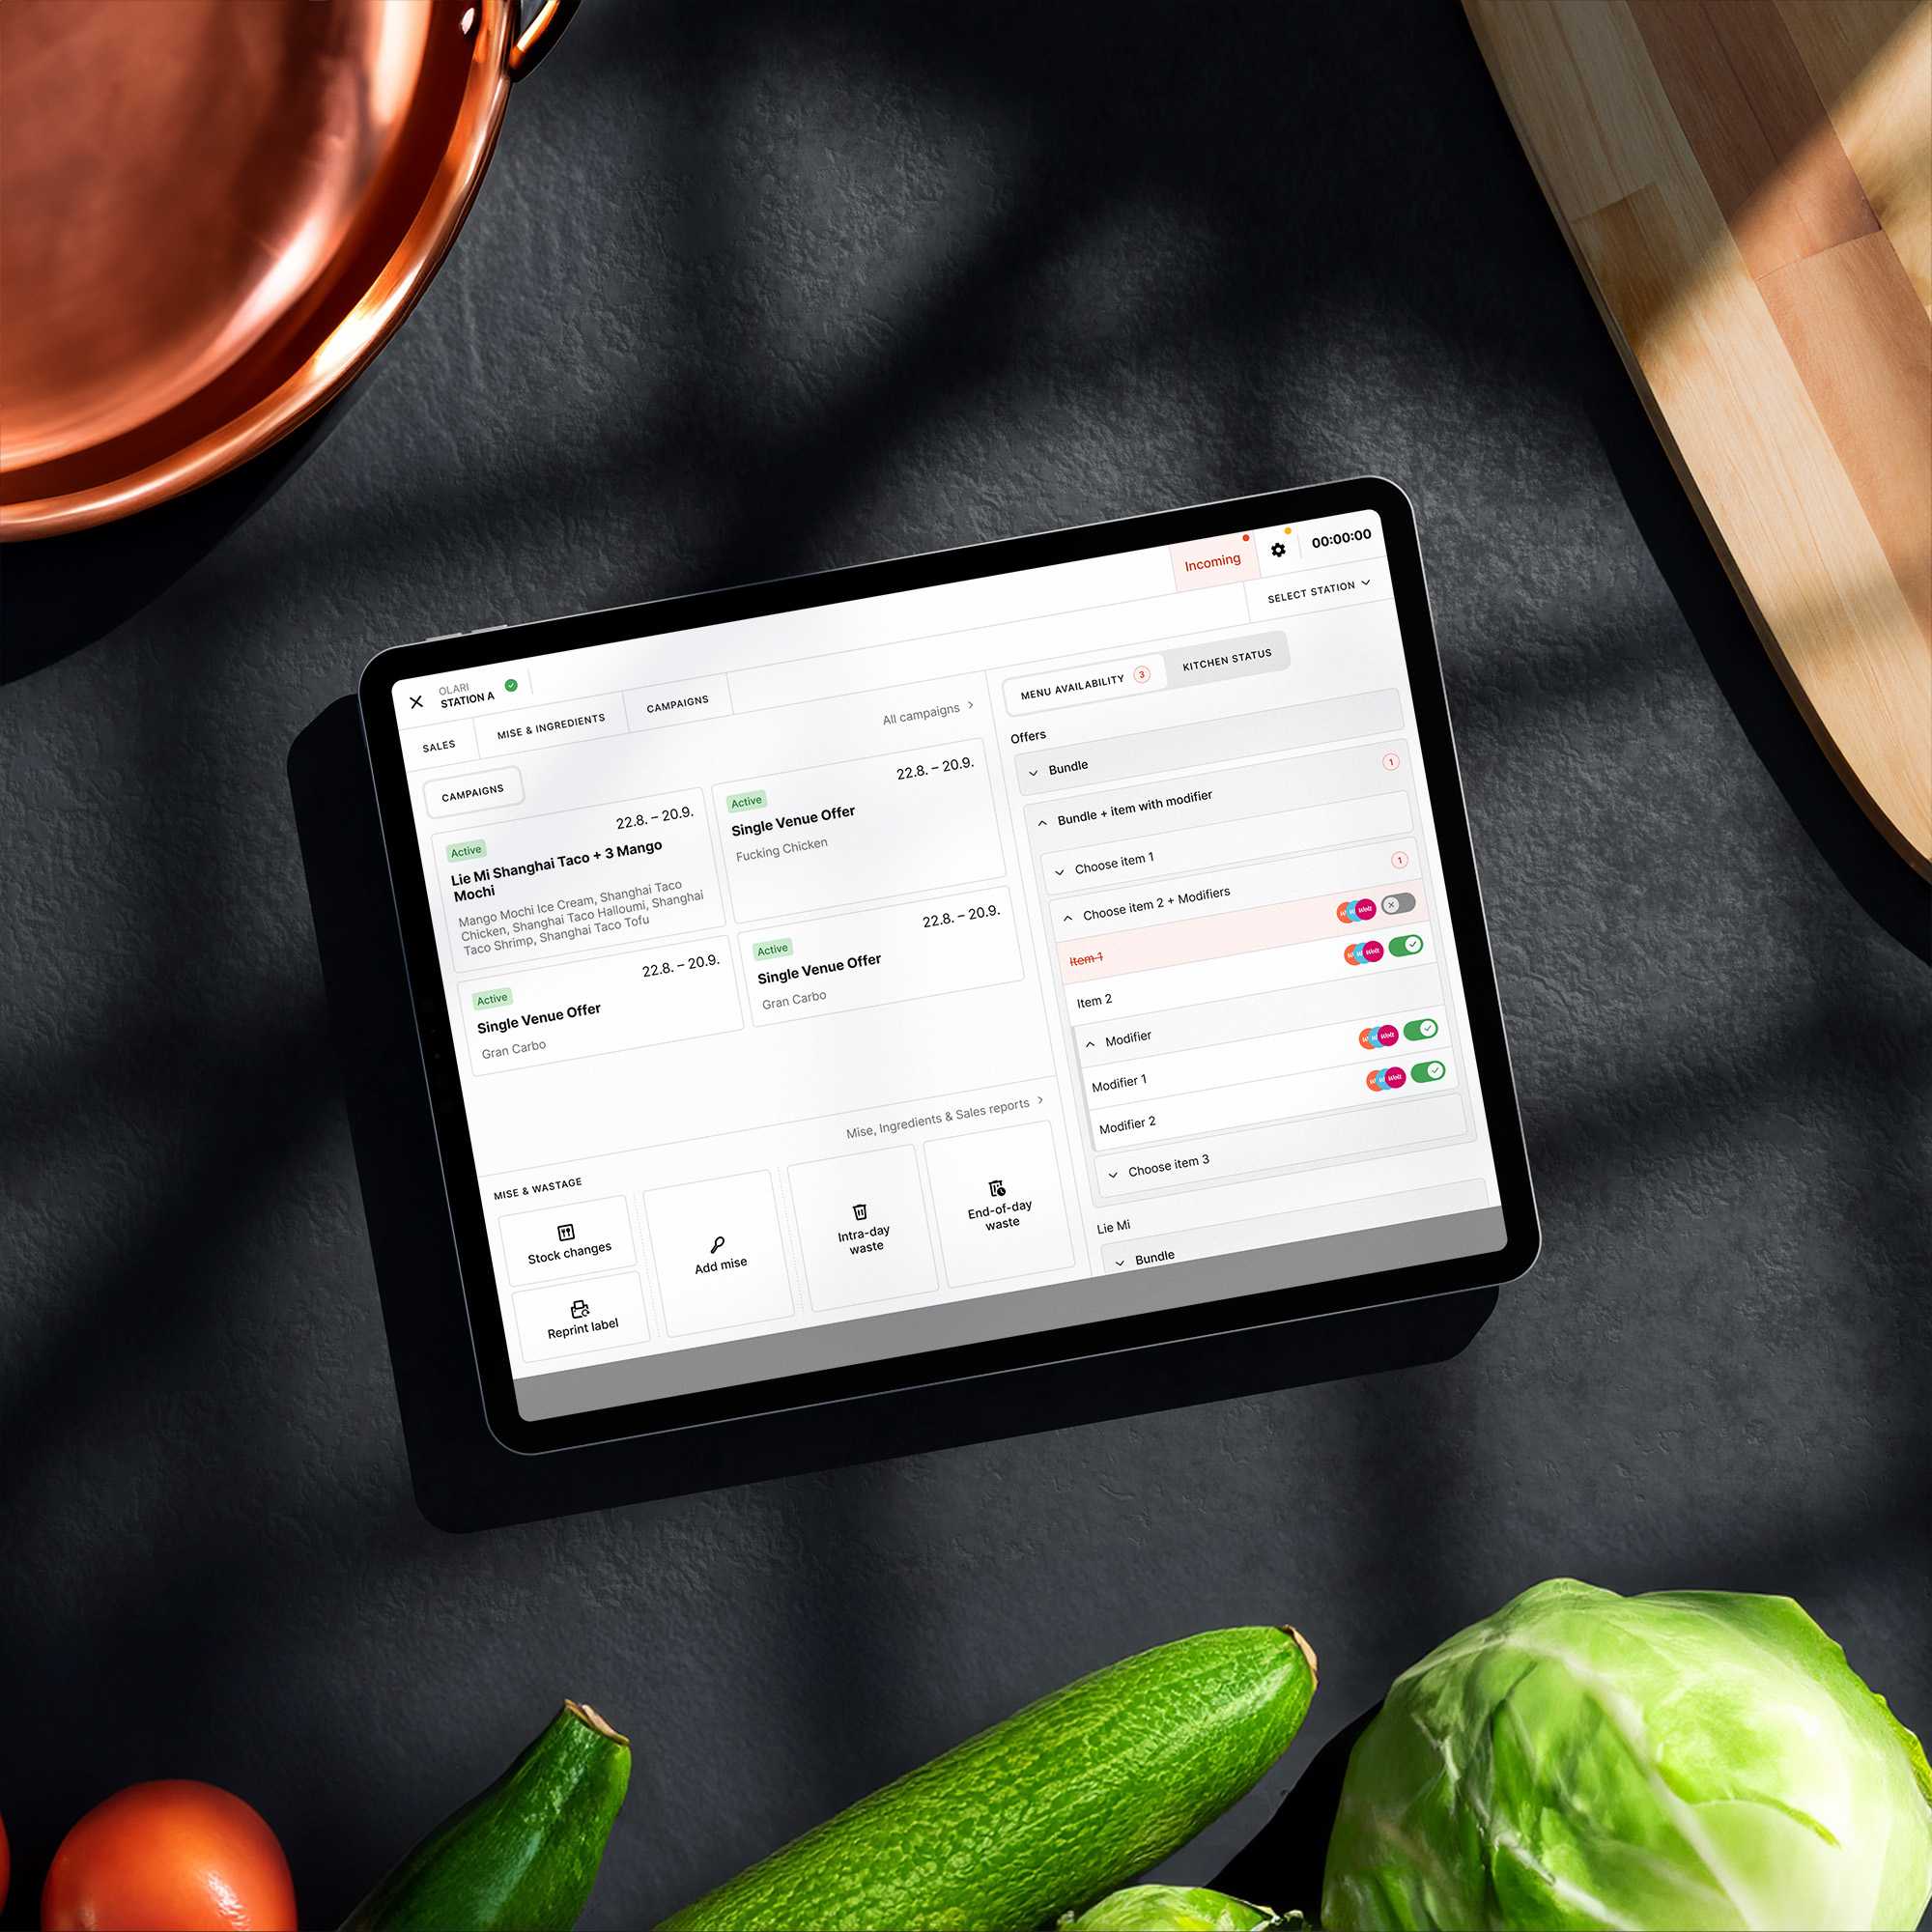 OLARI
STATION A
Incoming
00:00:00
SELECT STATION
SALES
MISE & INGREDIENTS
CAMPAIGNS
CAMPAIGNS
All campaigns
Active
22.8. – 20.9.
Lie Mi Shanghai Taco + 3 Mango
Mochi
Mango Mochi Ice Cream, Shanghai Taco
Chicken, Shanghai Taco Halloumi, Shanghai
Taco Shrimp, Shanghai Taco Tofu
Active
22.8. – 20.9.
Single Venue Offer
Fucking Chicken
Active
22.8. – 20.9.
Single Venue Offer
Gran Carbo
Active
22.8. – 20.9.
Single Venue Offer
Gran Carbo
Mise, Ingredients & Sales reports
MISE & WASTAGE
Stock changes
Reprint label
Add mise
Intra-day
waste
End-of-day
waste
MENU AVAILABILITY 3
KITCHEN STATUS
Offers
Bundle
Bundle + item with modifier 1
Choose item 1
Choose item 2 + Modifiers 1
Item 1
Wolt
Item 2
Wolt
Modifier
Modifier 1
Wolt
Modifier 2
Wolt
Choose item 3
Lie Mi
Bundle